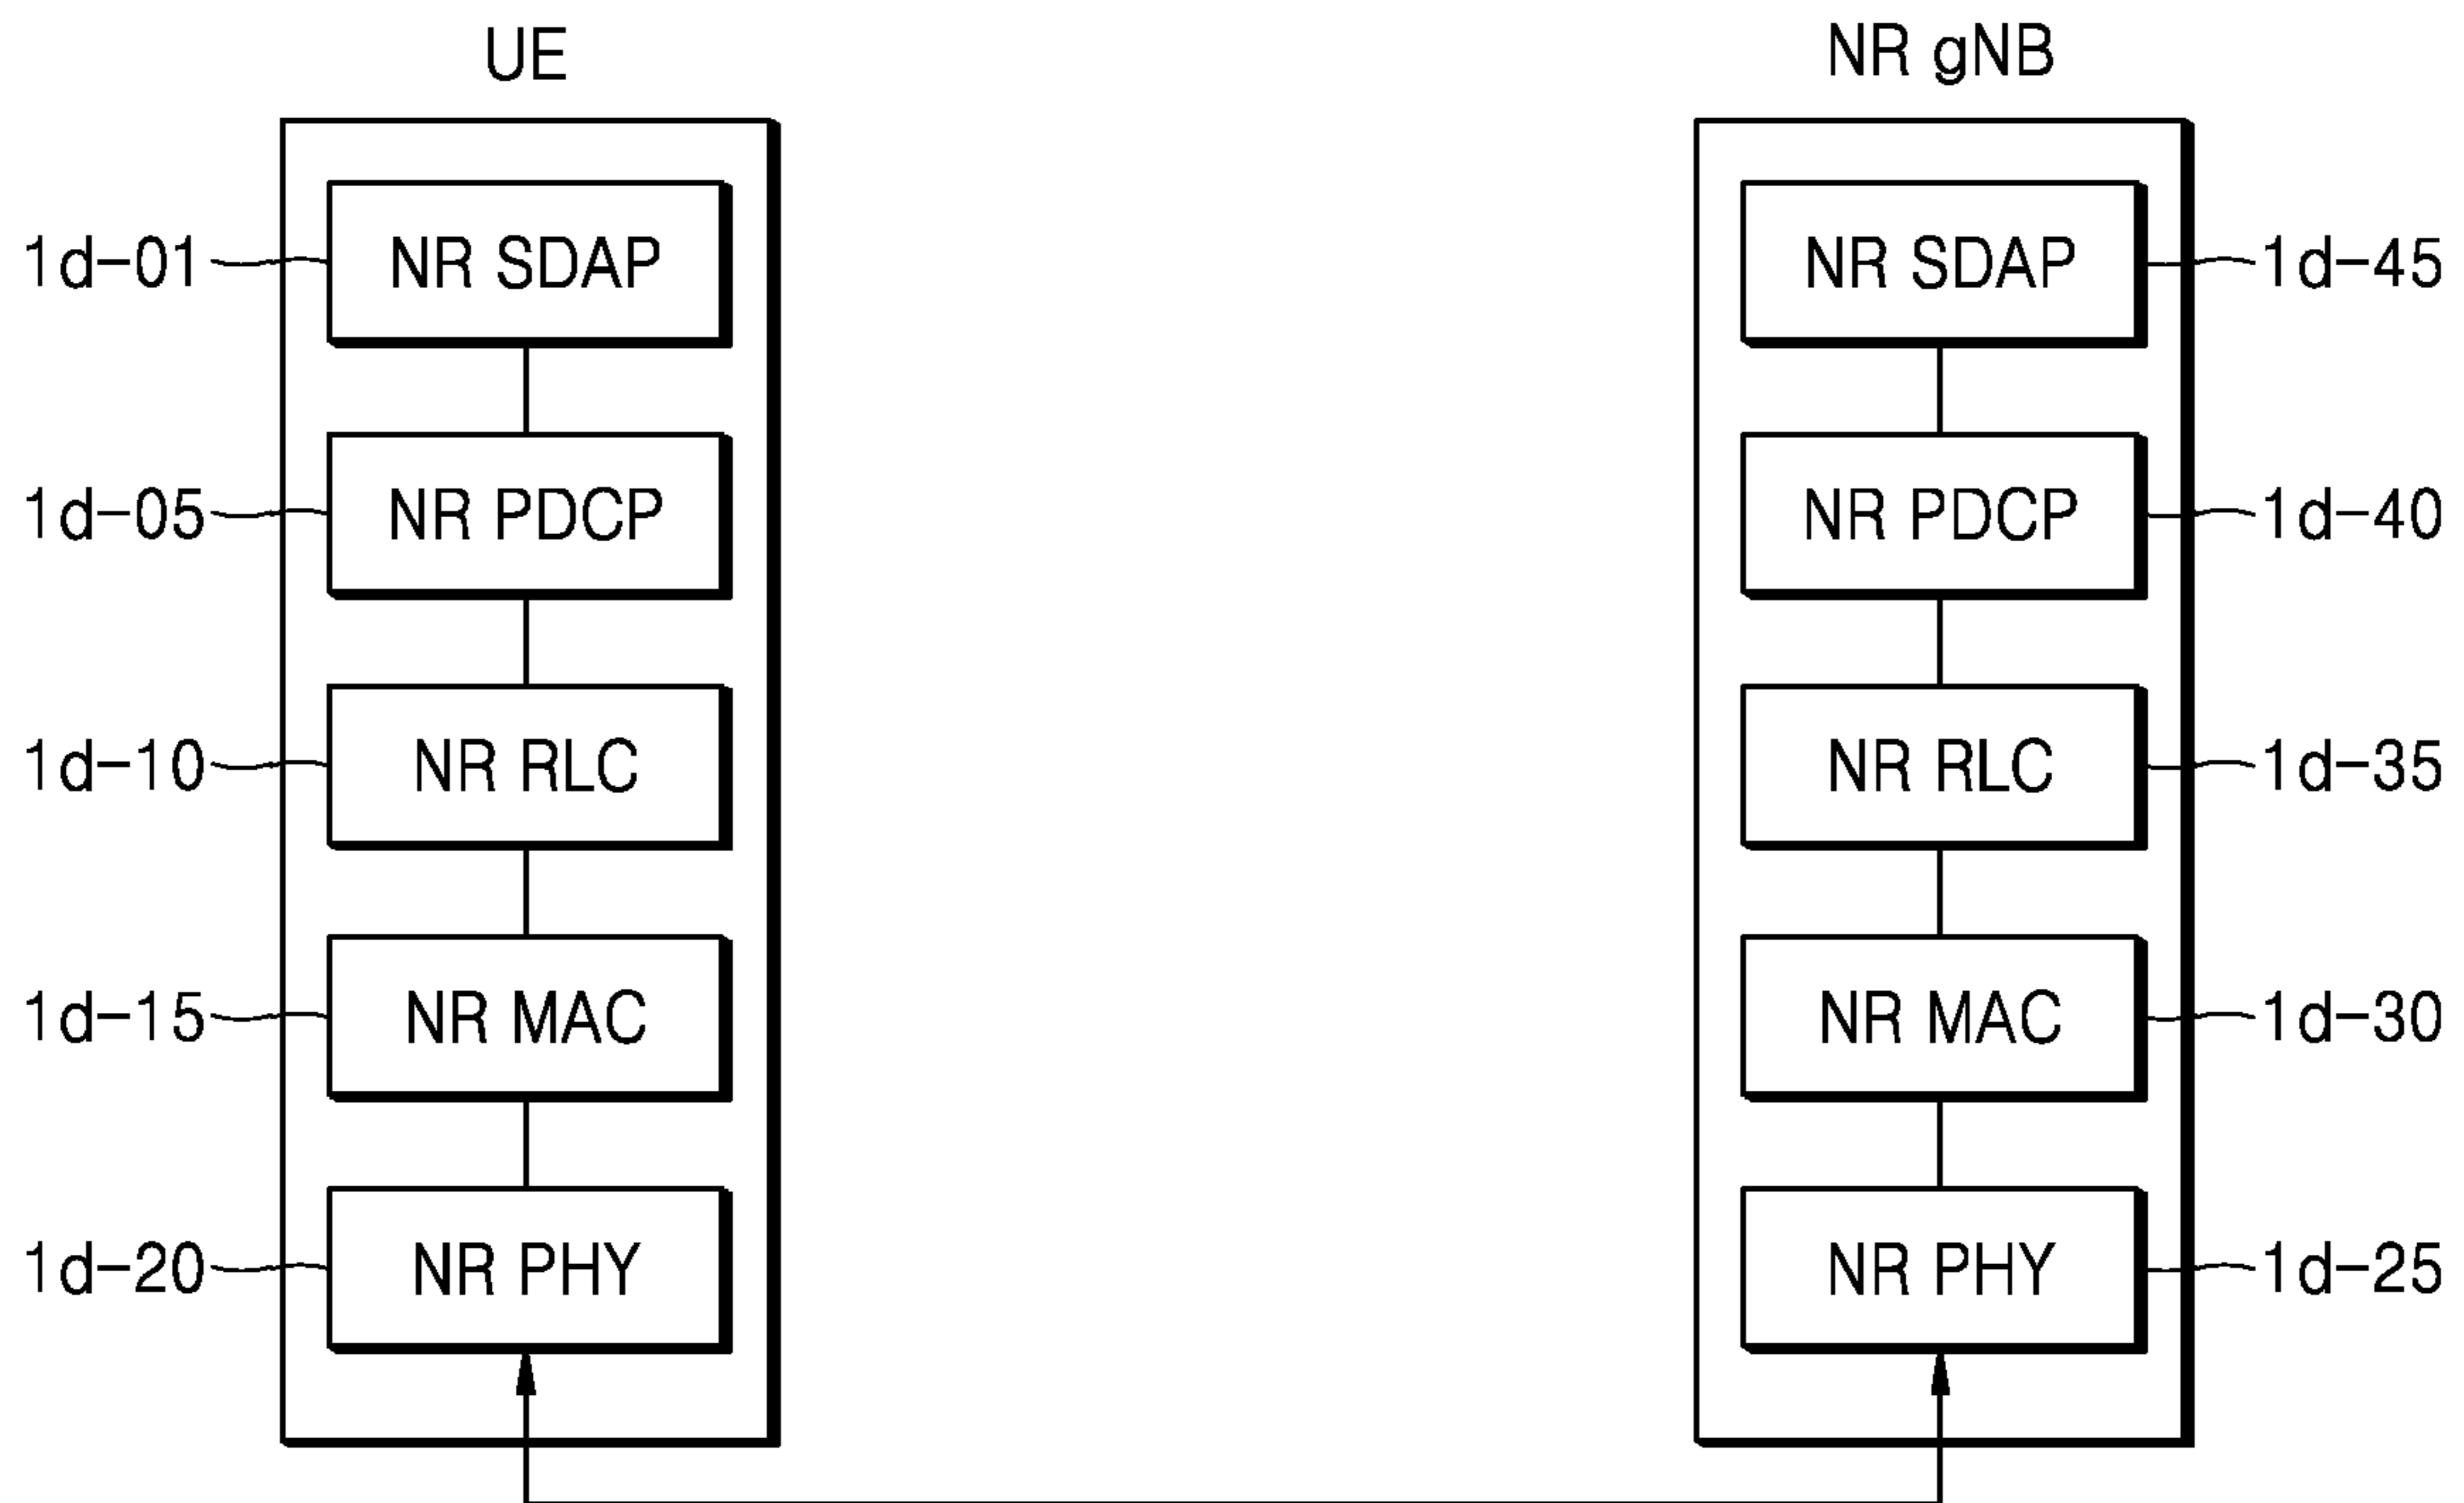 UE
NR gNB
1d-01 NR SDAP NR SDAP 1d-45
1d-05 NR PDCP NR PDCP 1d-40
1d-10 NR RLC NR RLC 1d-35
1d-15 NR MAC NR MAC 1d-30
1d-20 NR PHY NR PHY 1d-25